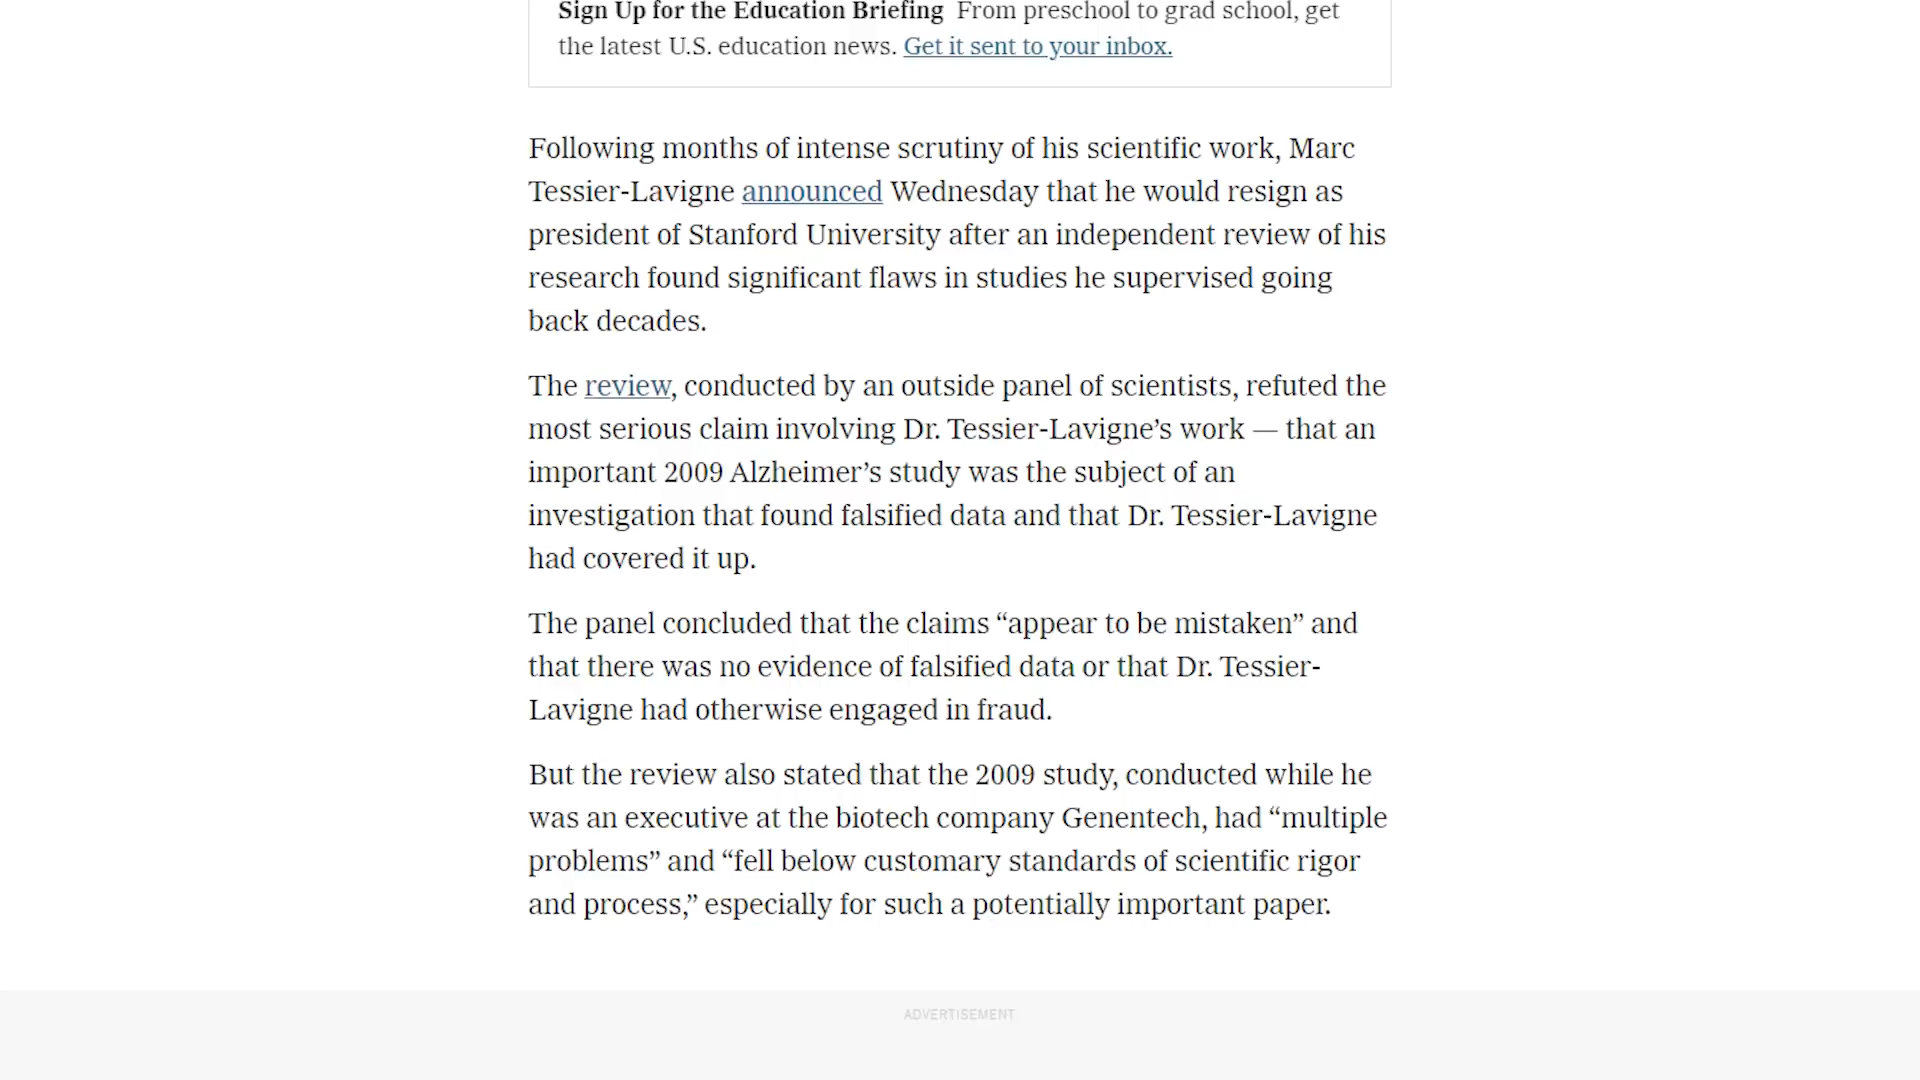 Sign Up for the Education Briefing From preschool to grad school, get
the latest U.S. education news. Get it sent to your inbox.
Following months of intense scrutiny of his scientific work, Marc
Tessier-Lavigne announced Wednesday that he would resign as
president of Stanford University after an independent review of his
research found significant flaws in studies he supervised going
back decades.
The review, conducted by an outside panel of scientists, refuted the
most serious claim involving Dr. Tessier-Lavigne’s work — that an
important 2009 Alzheimer’s study was the subject of an
investigation that found falsified data and that Dr. Tessier-Lavigne
had covered it up.
The panel concluded that the claims “appear to be mistaken” and
that there was no evidence of falsified data or that Dr. Tessier-
Lavigne had otherwise engaged in fraud.
But the review also stated that the 2009 study, conducted while he
was an executive at the biotech company Genentech, had “multiple
problems” and “fell below customary standards of scientific rigor
and process,” especially for such a potentially important paper.
ADVERTISEMENT